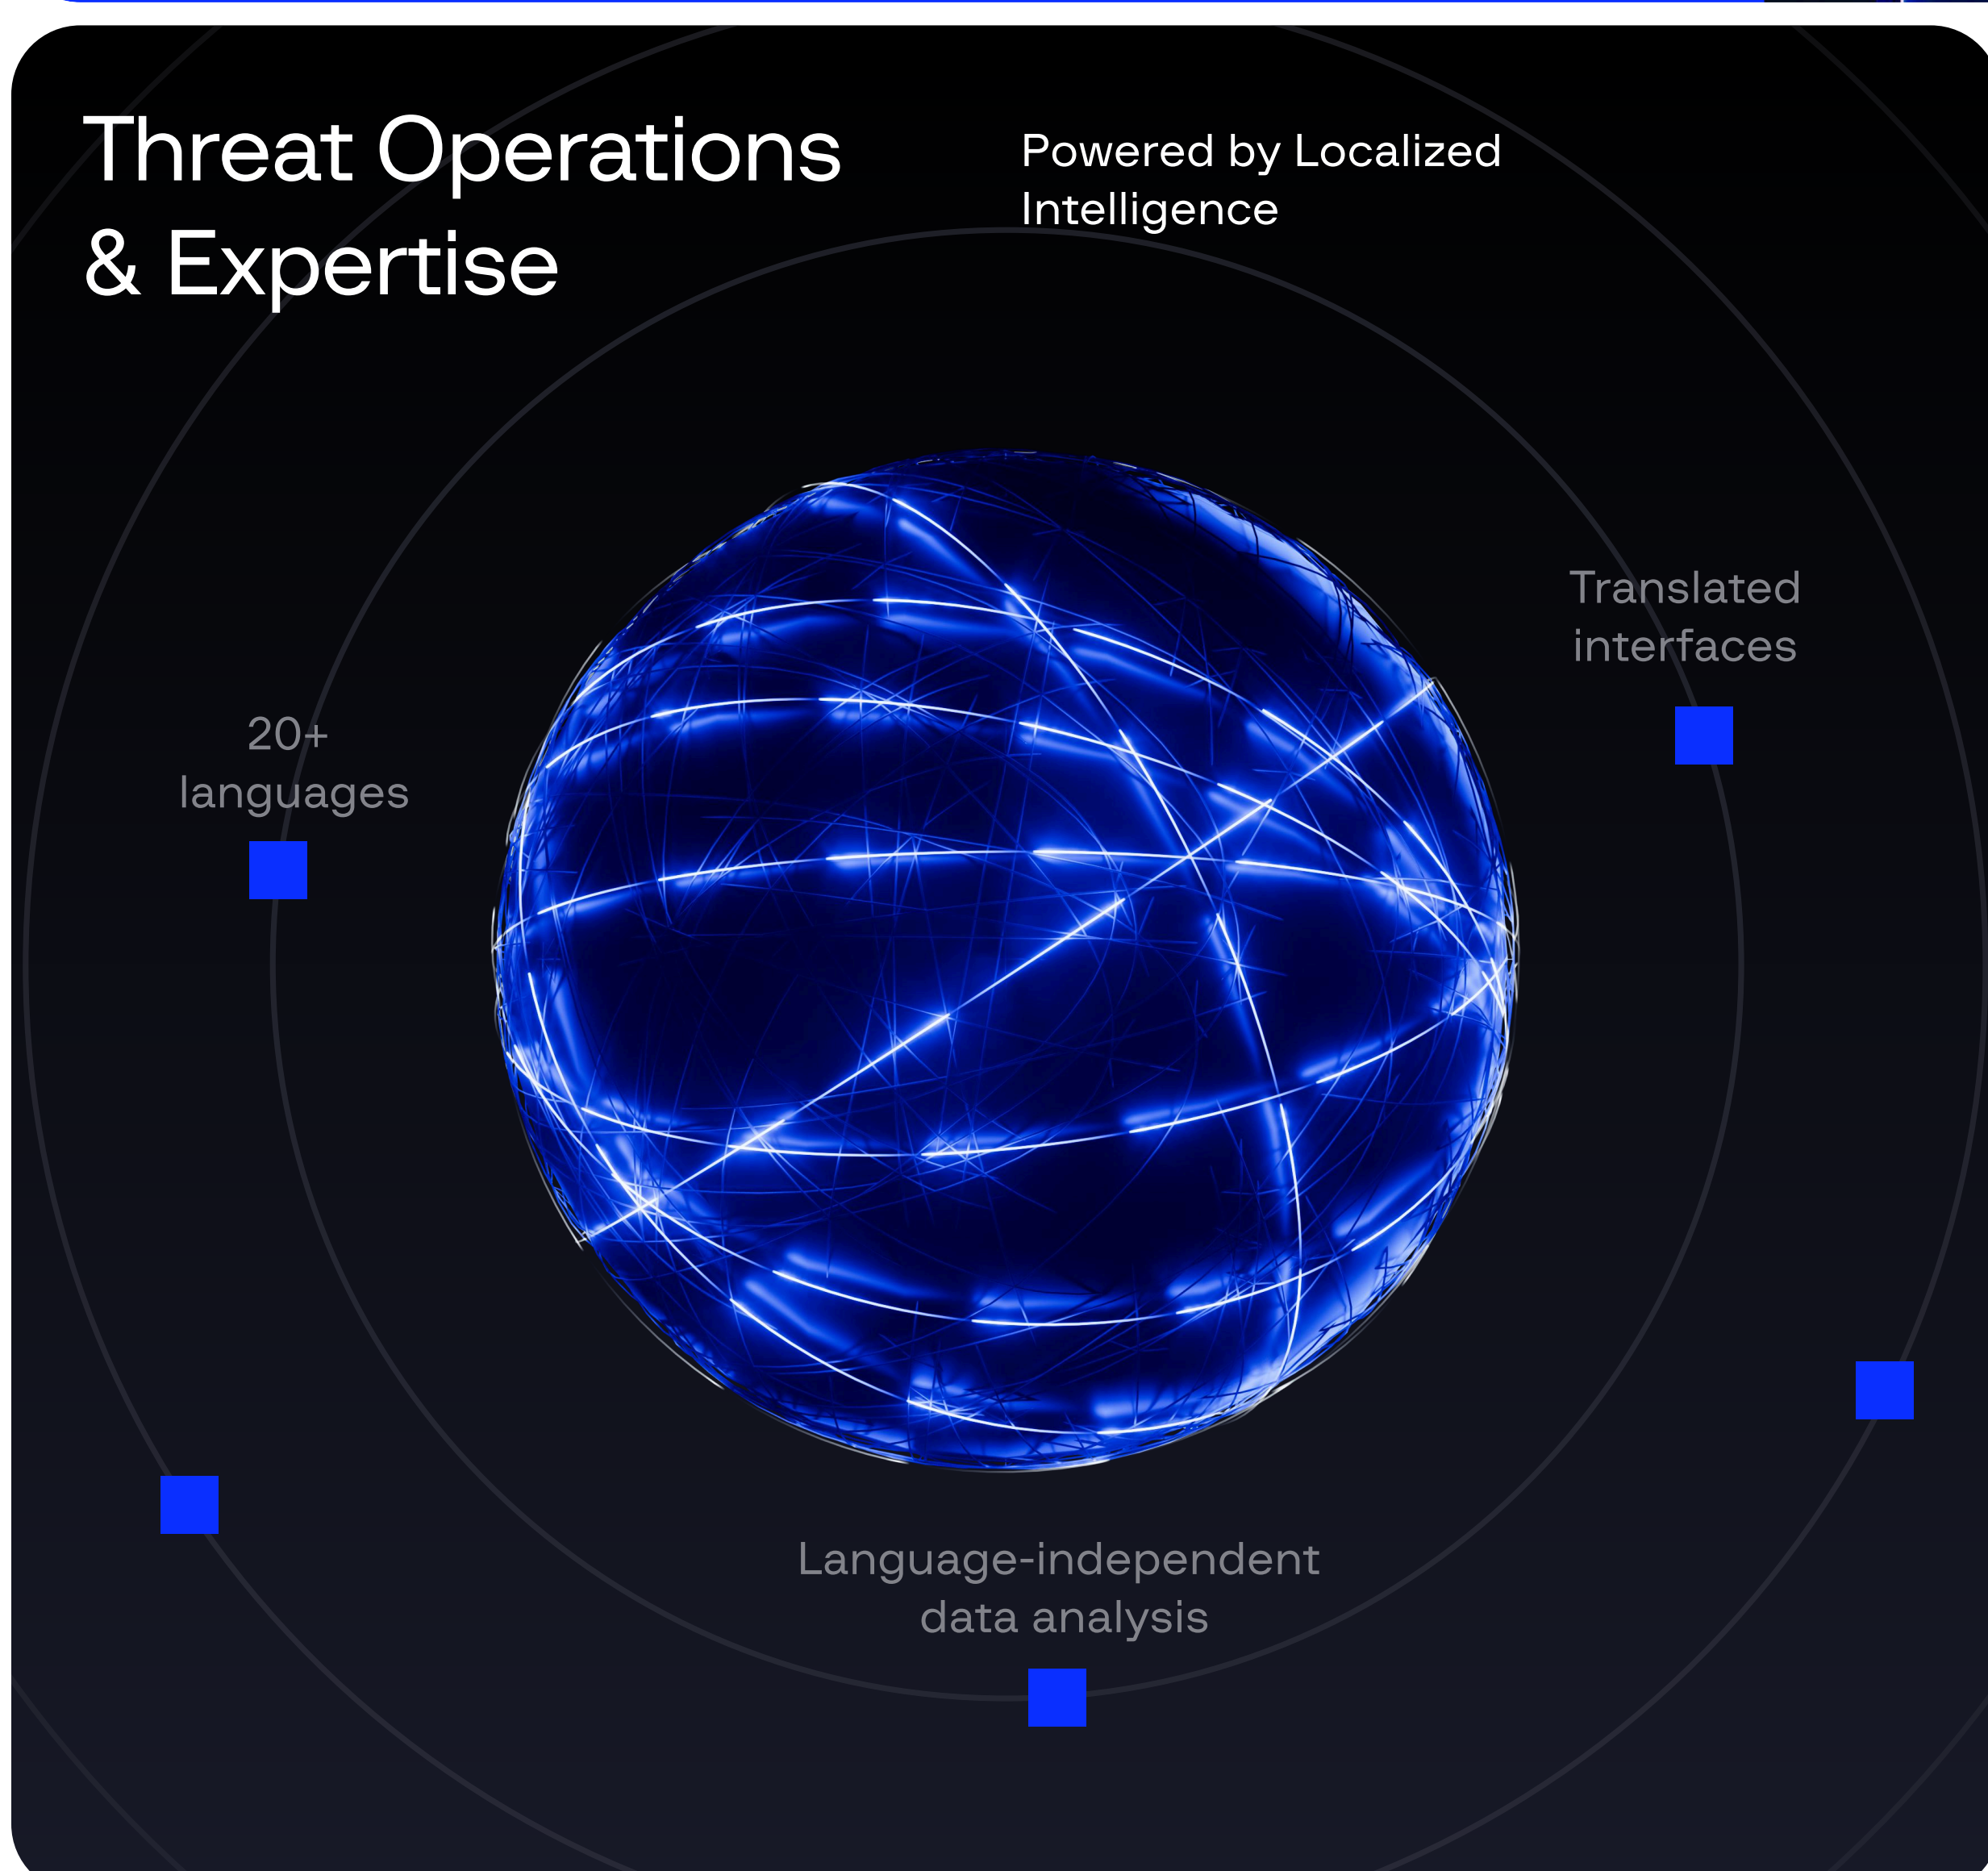 Threat Operations
& Expertise
Powered by Localized
Intelligence
Translated
interfaces
20+
languages
Language-independent
data analysis